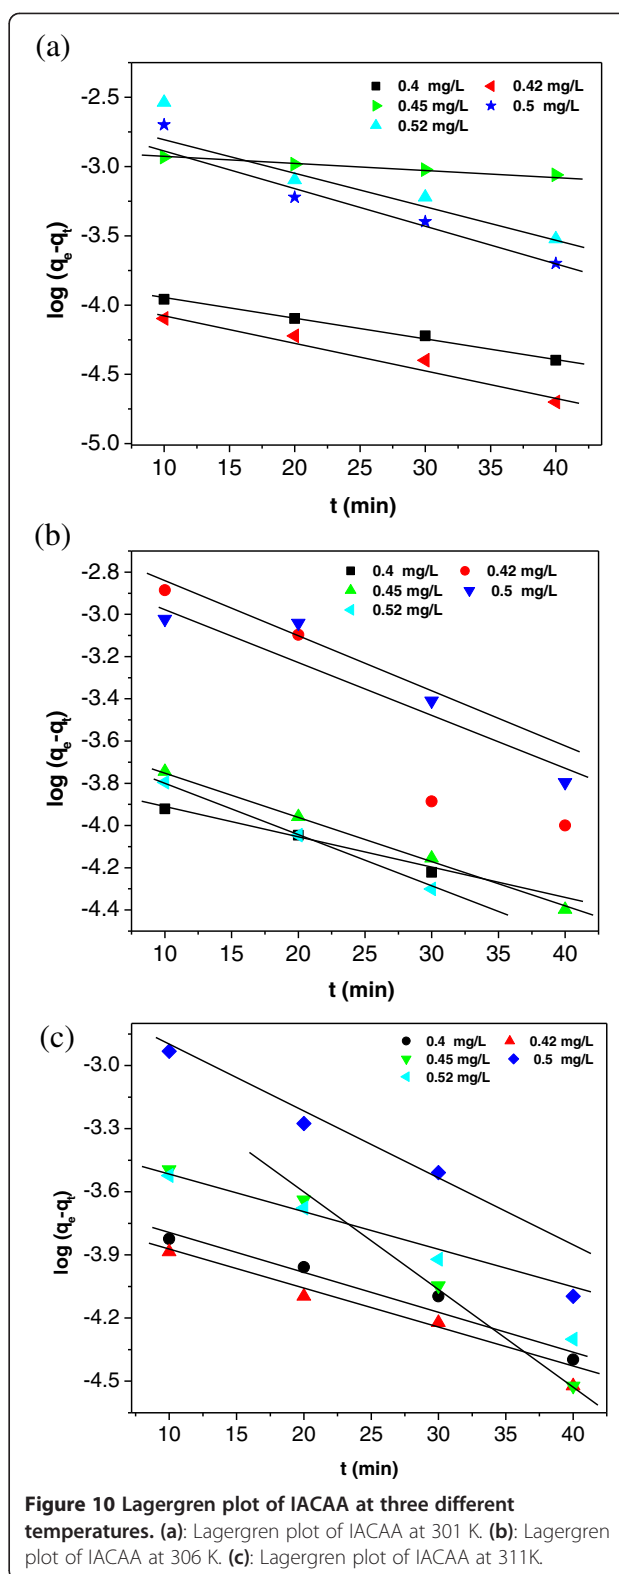 (a)
0.4 mg/L 0.42 mg/L
0.45 mg/L 0.5 mg/L
0.52 mg/L
-2.5
-3.0
-3.5
-4.0
-4.5
-5.0
log (qe-qt)
10 15 20 25 30 35 40
t (min)
(b)
0.4 mg/L 0.42 mg/L
0.45 mg/L 0.5 mg/L
0.52 mg/L
-2.8
-3.0
-3.2
-3.4
-3.6
-3.8
-4.0
-4.2
-4.4
log (qe-qt)
10 15 20 25 30 35 40
t (min)
(c)
0.4 mg/L 0.42 mg/L
0.45 mg/L 0.5 mg/L
0.52 mg/L
-3.0
-3.3
-3.6
-3.9
-4.2
-4.5
log (qe-qt)
10 15 20 25 30 35 40
t (min)
Figure 10 Lagergren plot of IACAA at three different
temperatures. (a): Lagergren plot of IACAA at 301 K. (b): Lagergren
plot of IACAA at 306 K. (c): Lagergren plot of IACAA at 311K.